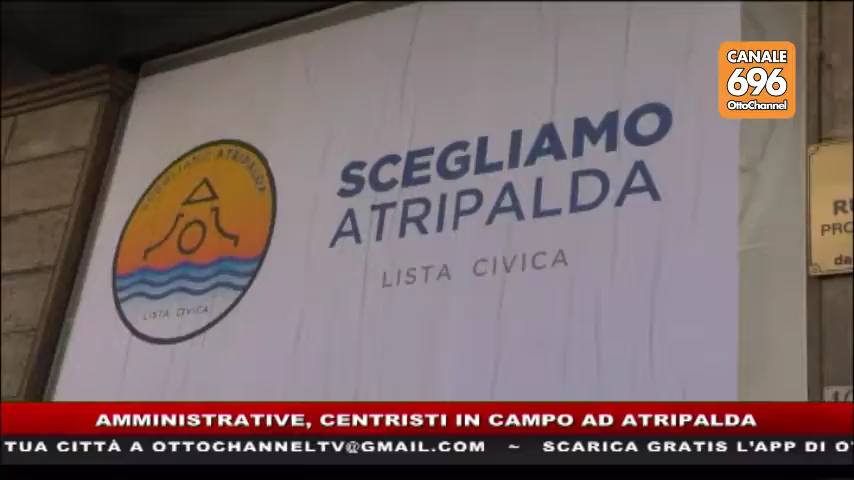 CANALE
696
OttoChannel
SCEGLIAMO ATRIPALDA
SCEGLIAMO
ATRIPALDA
LISTA CIVICA
LISTA CIVICA
da
AMMINISTRATIVE, CENTRISTI IN CAMPO AD ATRIPALDA
TUA CITTÀ A OTTOCHANNELTV@GMAIL.COM ~ SCARICA GRATIS L'APP DI